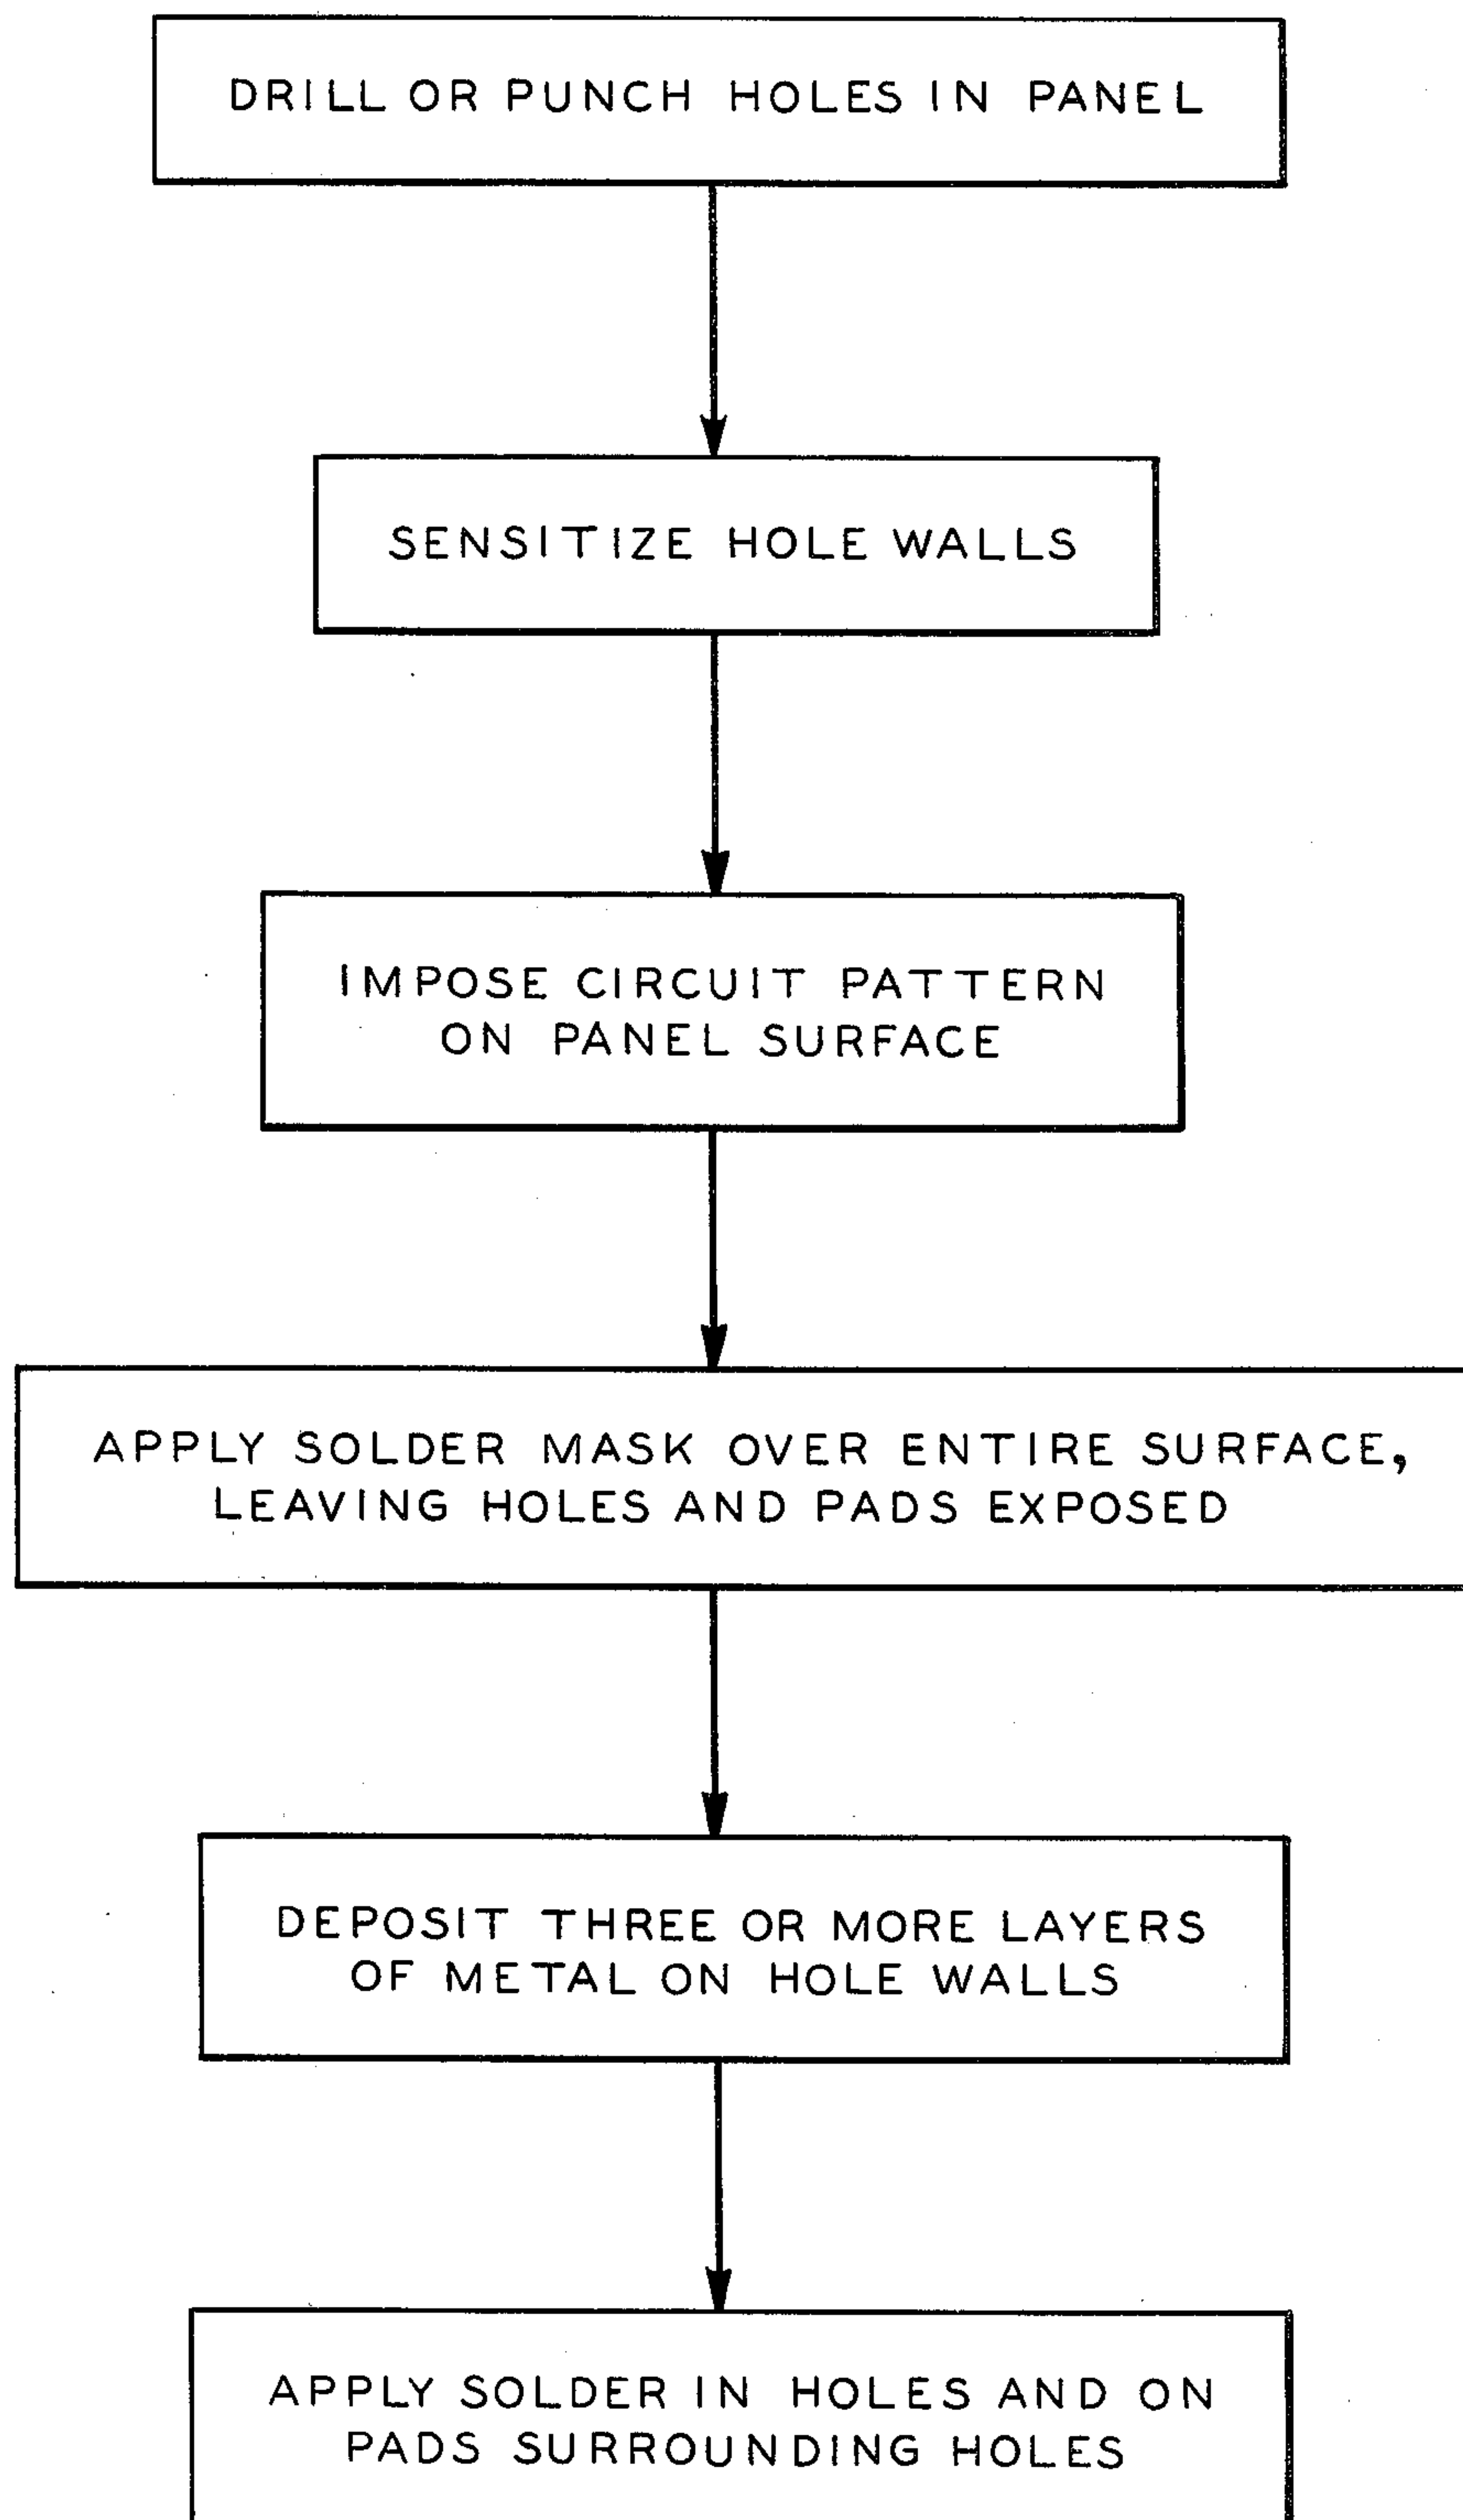 DRILL OR PUNCH HOLES IN PANEL
SENSITIZE HOLE WALLS
IMPOSE CIRCUIT PATTERN
ON PANEL SURFACE
APPLY SOLDER MASK OVER ENTIRE SURFACE,
LEAVING HOLES AND PADS EXPOSED
DEPOSIT THREE OR MORE LAYERS
OF METAL ON HOLE WALLS
APPLY SOLDER IN HOLES AND ON
PADS SURROUNDING HOLES